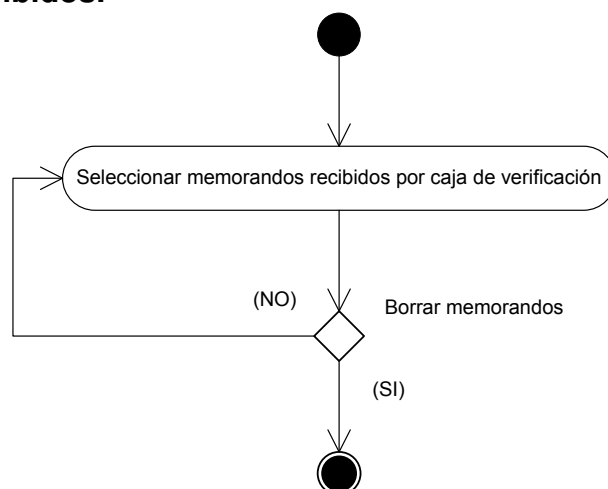 Seleccionar memorandos recibidos por caja de verificación
(NO)
Borrar memorandos
(SI)